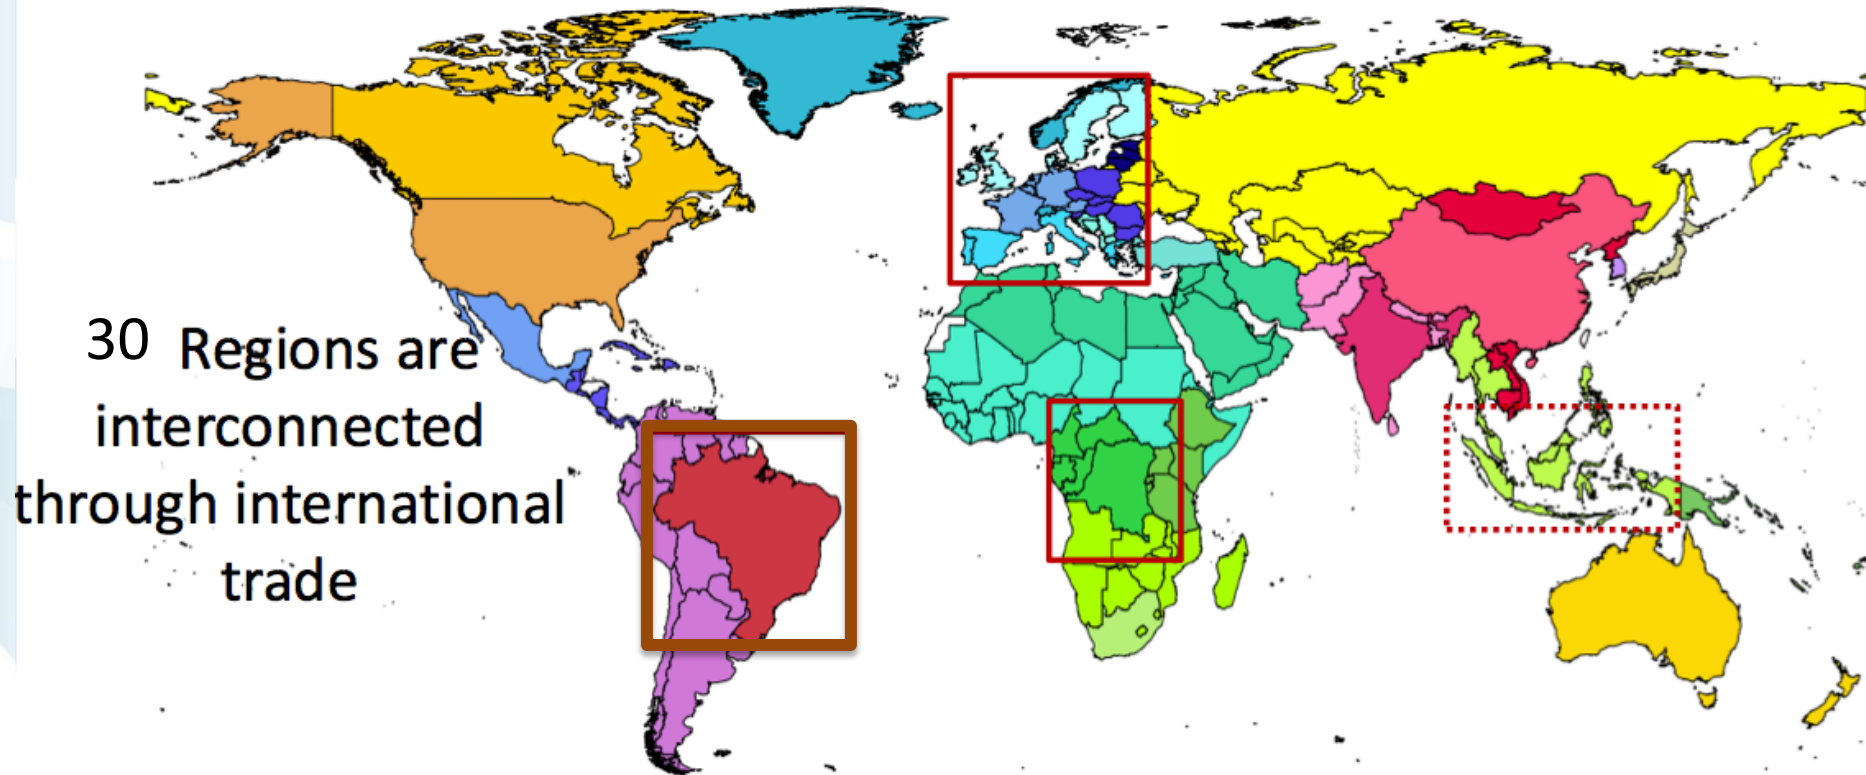 30 Regions are
interconnected
through international
trade